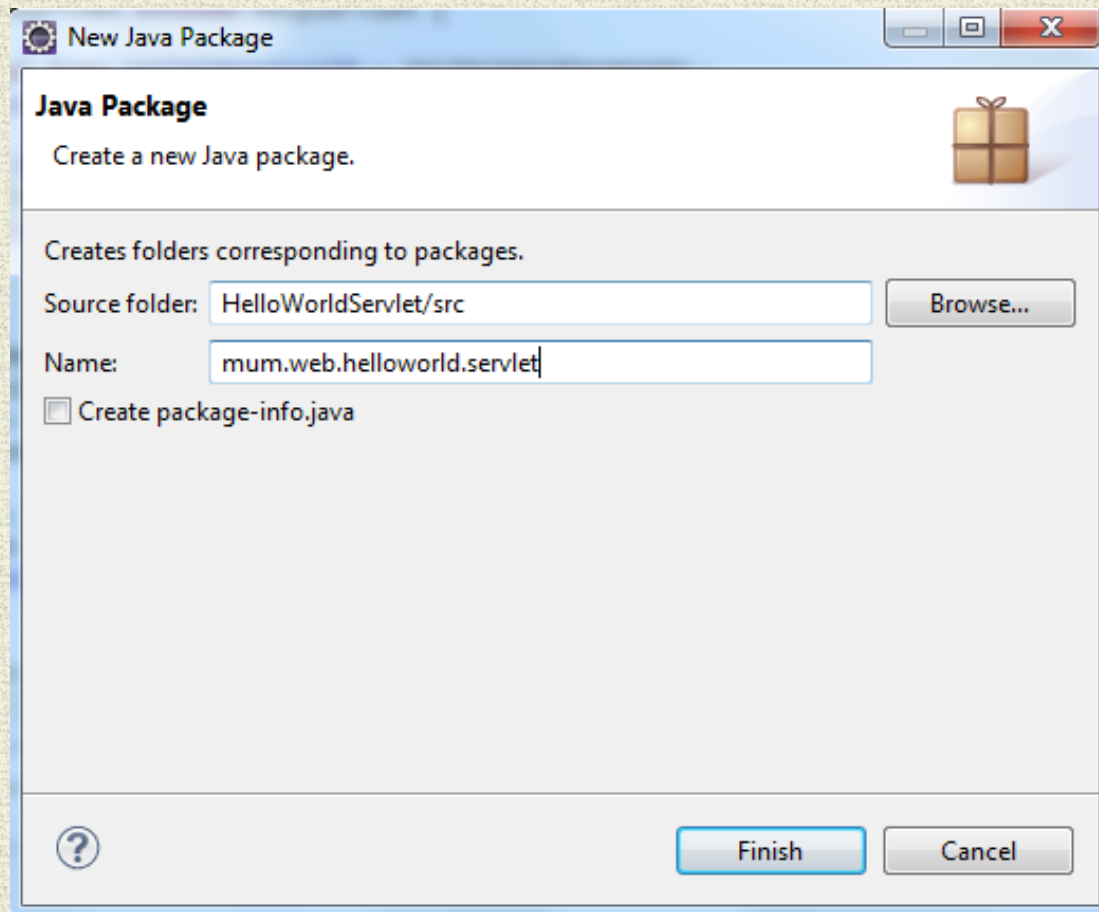 New Java Package
Java Package
Create a new Java package.
Creates folders corresponding to packages.
Source folder: HelloWorldServlet/src Browse...
Name: mum.web.helloworld.servlet
Create package-info.java
? Finish Cancel